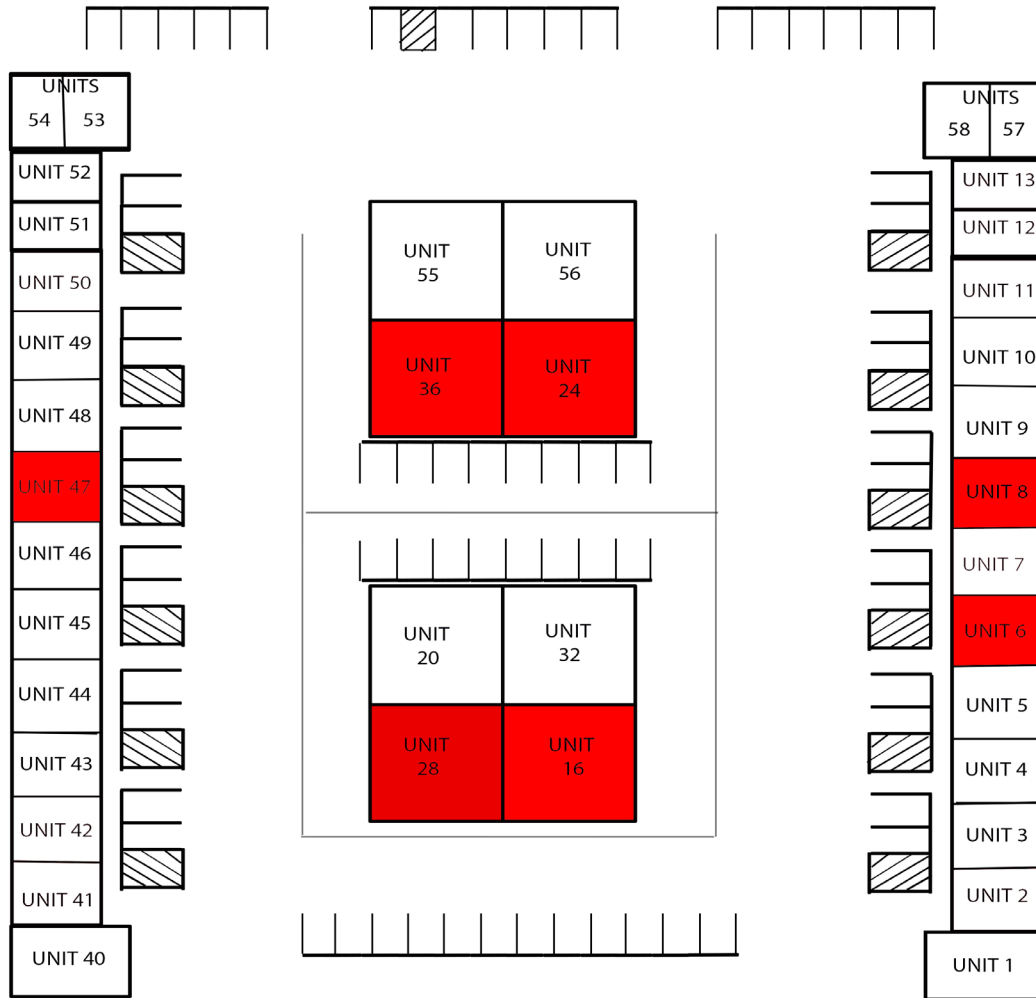 UNITS
54 53
UNIT 52
UNIT 51
UNIT 50
UNIT 49
UNIT 48
UNIT 47
UNIT 46
UNIT 45
UNIT 44
UNIT 43
UNIT 42
UNIT 41
UNIT 40
UNIT
55
UNIT
56
UNIT
36
UNIT
24
UNIT
20
UNIT
32
UNIT
28
UNIT
16
UNITS
58 57
UNIT 13
UNIT 12
UNIT 11
UNIT 10
UNIT 9
UNIT 8
UNIT 7
UNIT 6
UNIT 5
UNIT 4
UNIT 3
UNIT 2
UNIT 1